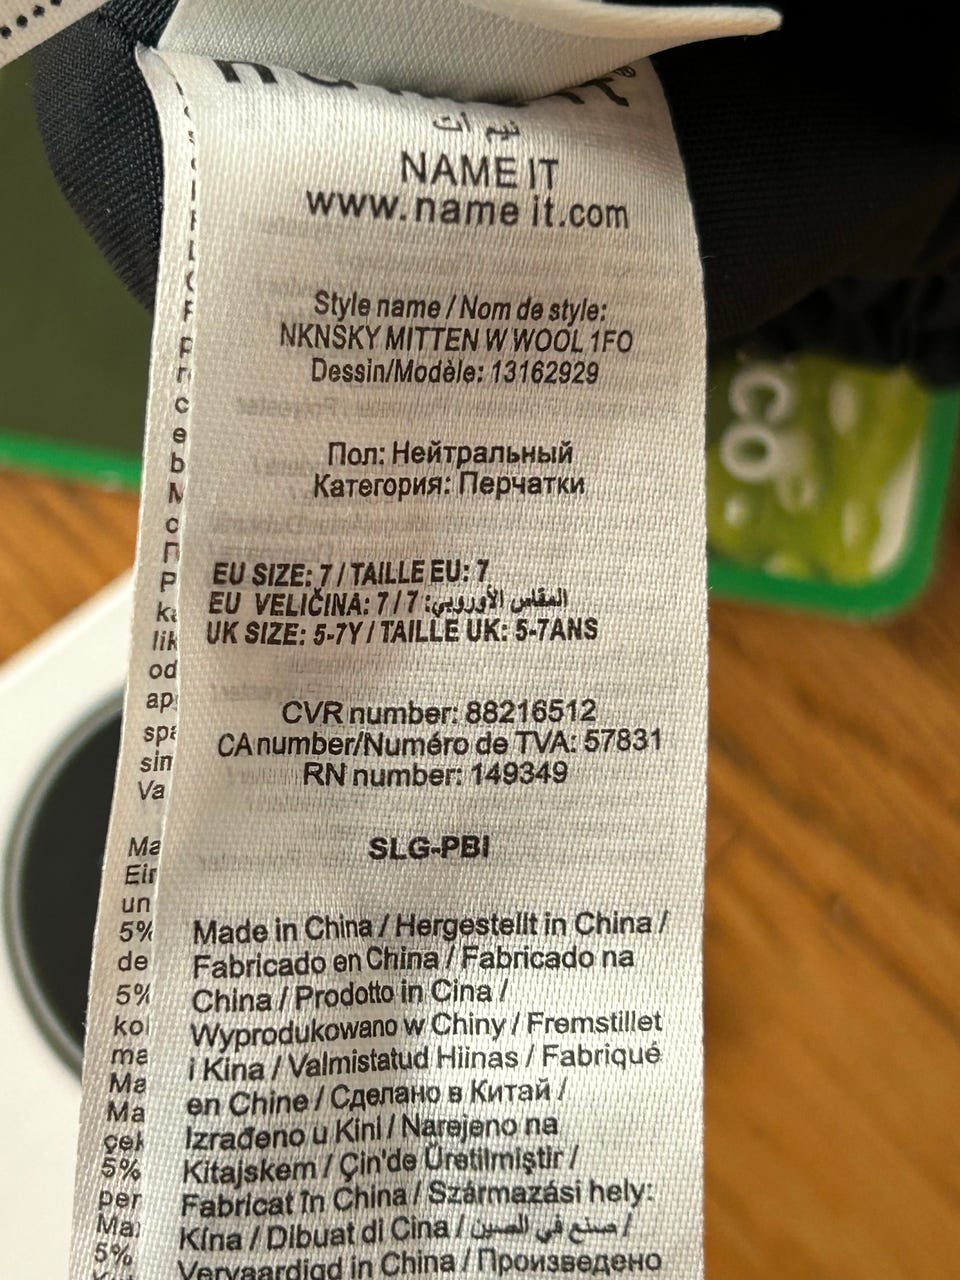 نيم أت
NAME IT
www.name it.com
Style name / Nom de style:
NKNSKY MITTEN W WOOL 1FO
Dessin/Modèle: 13162929
Пол: Нейтральный
Категория: Перчатки
EU SIZE: 7 / TAILLE EU: 7
EU VELIČINA: 7 / 7 :المقاس الأوروبي
UK SIZE: 5-7Y / TAILLE UK: 5-7ANS
CVR number: 88216512
CA number/Numéro de TVA: 57831
RN number: 149349
SLG-PBI
Made in China / Hergestellt in China /
Fabricado en China / Fabricado na
China / Prodotto in Cina /
Wyprodukowano w Chiny / Fremstillet
i Kina / Valmistatud Hiinas / Fabriqué
en Chine / Сделано в Китай /
Izrađeno u Kini / Narejeno na
Kitajskem / Çin'de Üretilmiştir /
Fabricat în China / Származási hely:
Kína / Dibuat di Cina / صنع في الصين /
Vervaardigd in China / Произведено